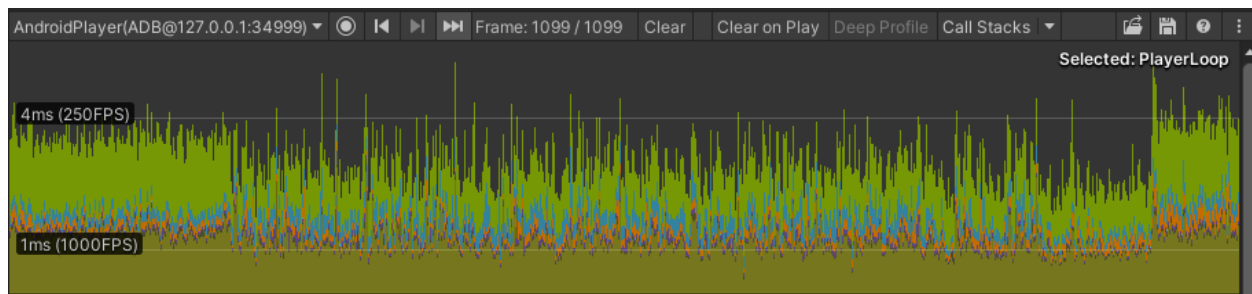 AndroidPlayer(ADB@127.0.0.1:34999) Frame: 1099 / 1099 Clear Clear on Play Deep Profile Call Stacks
Selected: PlayerLoop
4ms (250FPS)
1ms (1000FPS)